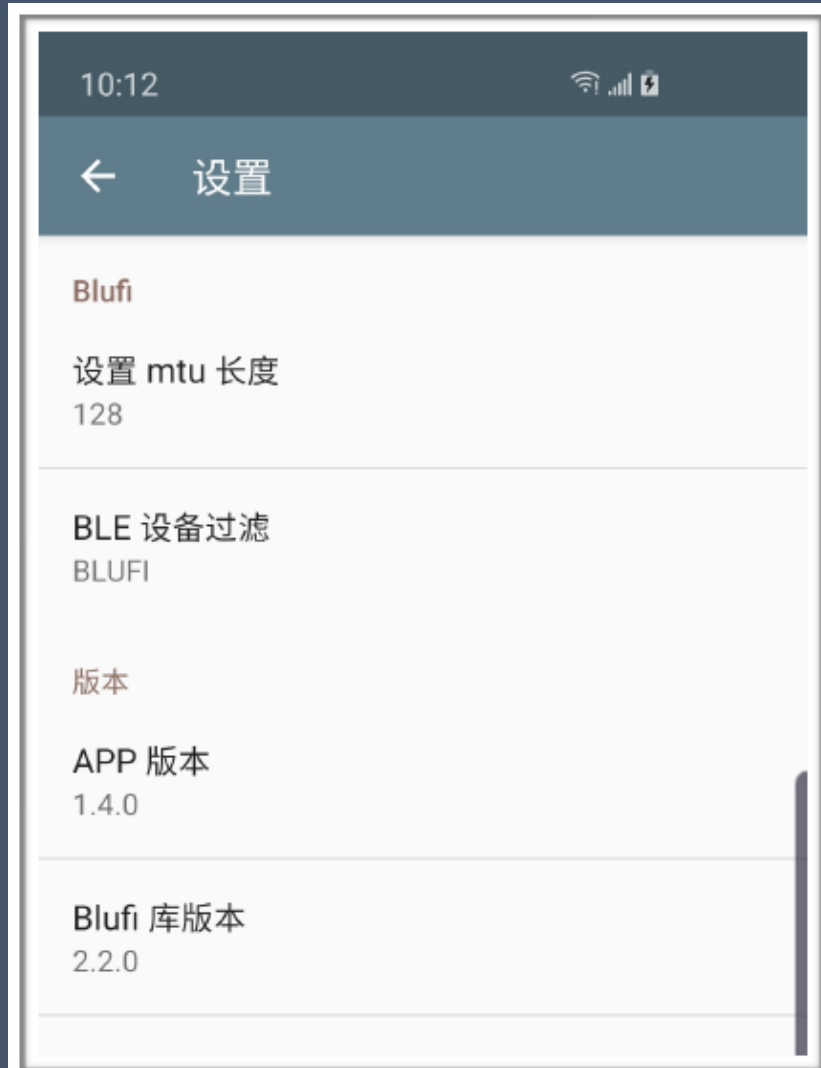 10:12
设置
Blufi
设置 mtu 长度
128
BLE 设备过滤
BLUFI
版本
APP 版本
1.4.0
Blufi 库版本
2.2.0